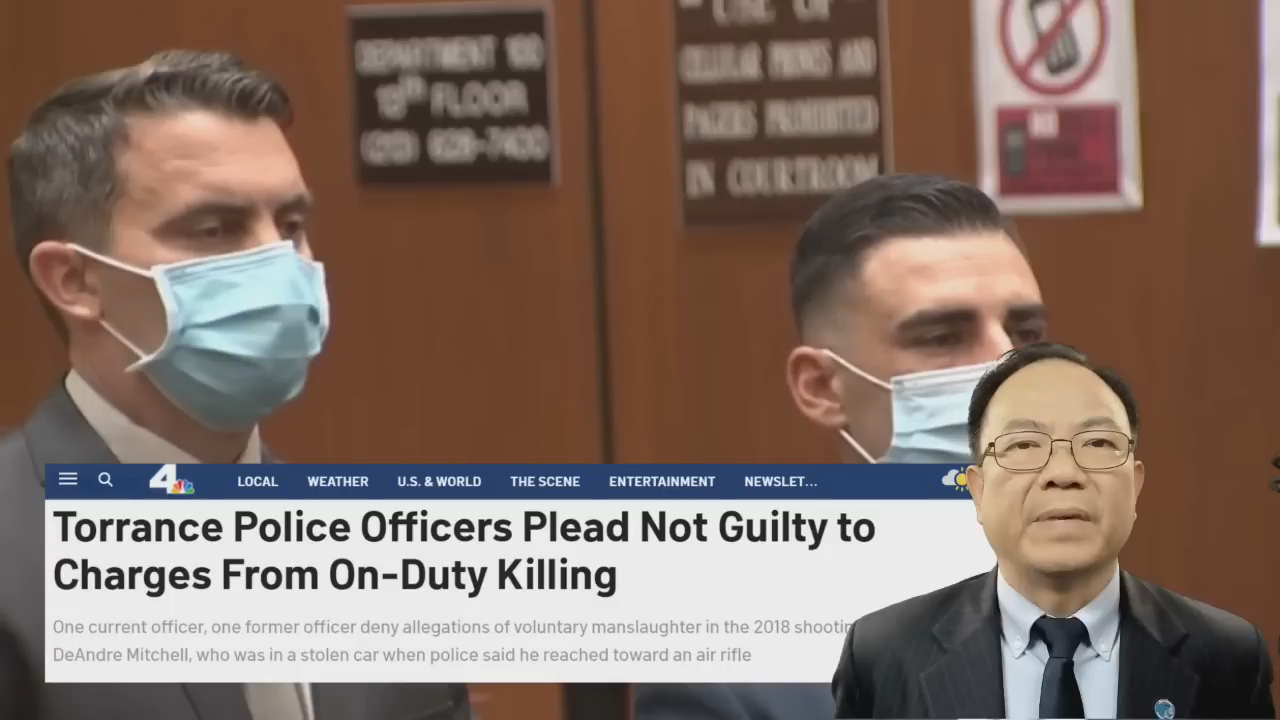 DEPARTMENT 100
13th FLOOR
USE OF
CELLULAR PHONES AND
PAGERS PROHIBITED
IN COURTROOM
4
LOCAL WEATHER U.S. & WORLD THE SCENE ENTERTAINMENT NEWSLET...
Torrance Police Officers Plead Not Guilty to
Charges From On-Duty Killing
One current officer, one former officer deny allegations of voluntary manslaughter in the 2018
DeAndre Mitchell, who was in a stolen car when police said he reached toward an air rifle